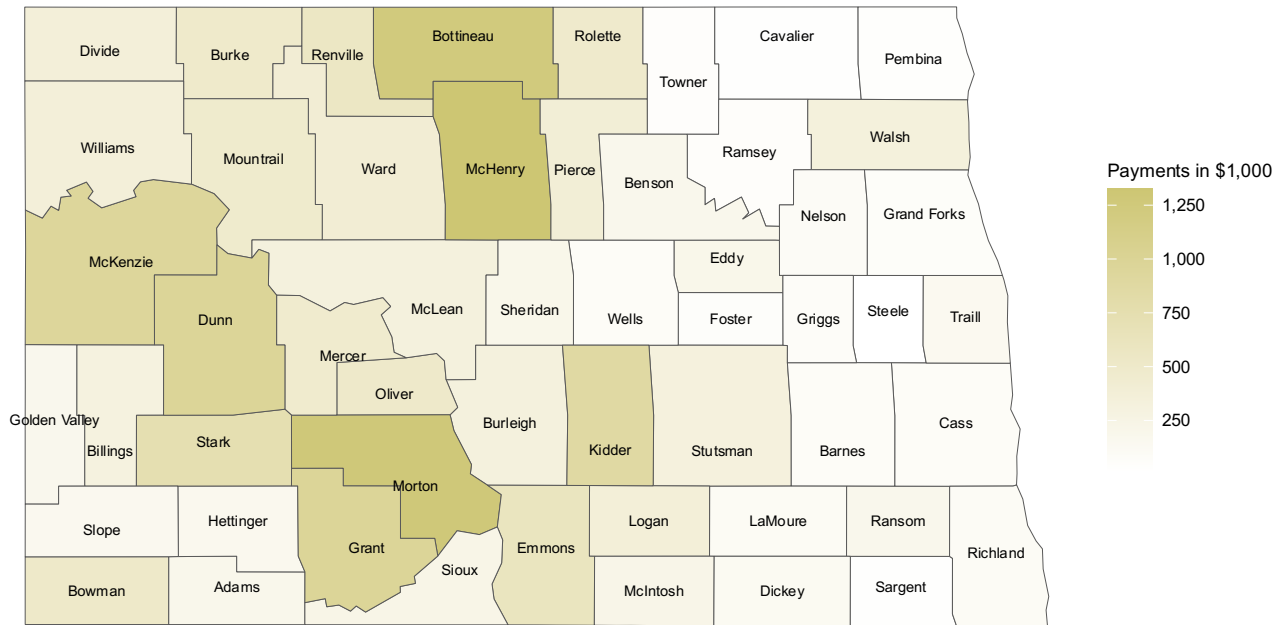 Divide
Burke
Renville
Bottineau
Rolette
Towner
Cavalier
Pembina
Williams
Mountrail
Ward
McHenry
Pierce
Benson
Ramsey
Walsh
Nelson
Grand Forks
McKenzie
Dunn
McLean
Mercer
Oliver
Sheridan
Wells
Eddy
Foster
Griggs
Steele
Traill
Golden Valley
Billings
Stark
Morton
Burleigh
Kidder
Stutsman
Barnes
Cass
Slope
Hettinger
Grant
Sioux
Emmons
Logan
LaMoure
Ransom
Richland
Bowman
Adams
McIntosh
Dickey
Sargent
Payments in $1,000
1,250
1,000
750
500
250